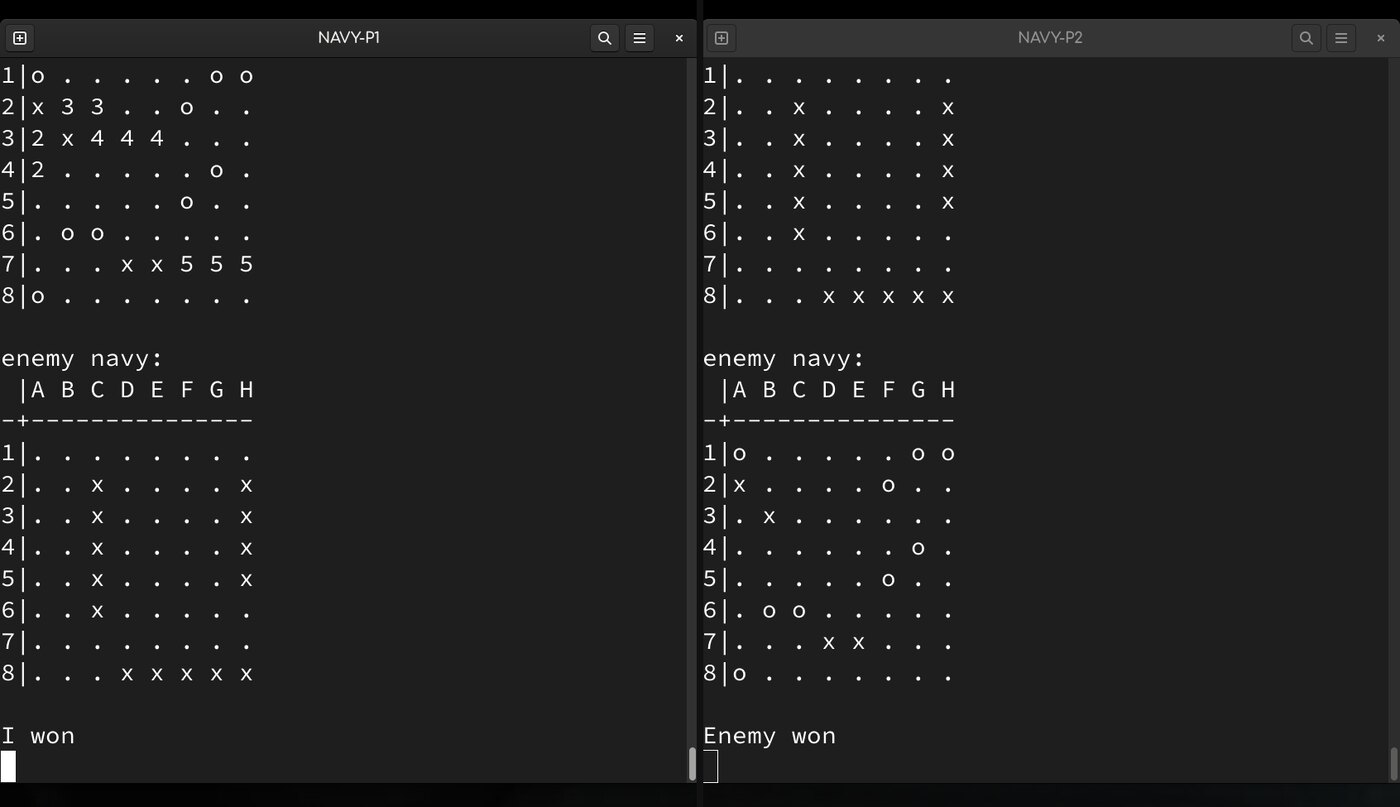 NAVY-P1
1|o . . . . . o o
2|x 3 3 . . o . .
3|2 x 4 4 4 . . .
4|2 . . . . . o .
5|. . . . . o . .
6|. o o . . . . .
7|. . . x x 5 5 5
8|o . . . . . . .
enemy navy:
 |A B C D E F G H
-+---------------
1|. . . . . . . .
2|. . x . . . . x
3|. . x . . . . x
4|. . x . . . . x
5|. . x . . . . x
6|. . x . . . . .
7|. . . . . . . .
8|. . . x x x x x
I won
NAVY-P2
1|. . . . . . . .
2|. . x . . . . x
3|. . x . . . . x
4|. . x . . . . x
5|. . x . . . . x
6|. . x . . . . .
7|. . . . . . . .
8|. . . x x x x x
enemy navy:
 |A B C D E F G H
-+---------------
1|o . . . . . o o
2|x . . . . o . .
3|. x . . . . . .
4|. . . . . . o .
5|. . . . . o . .
6|. o o . . . . .
7|. . . x x . . .
8|o . . . . . . .
Enemy won